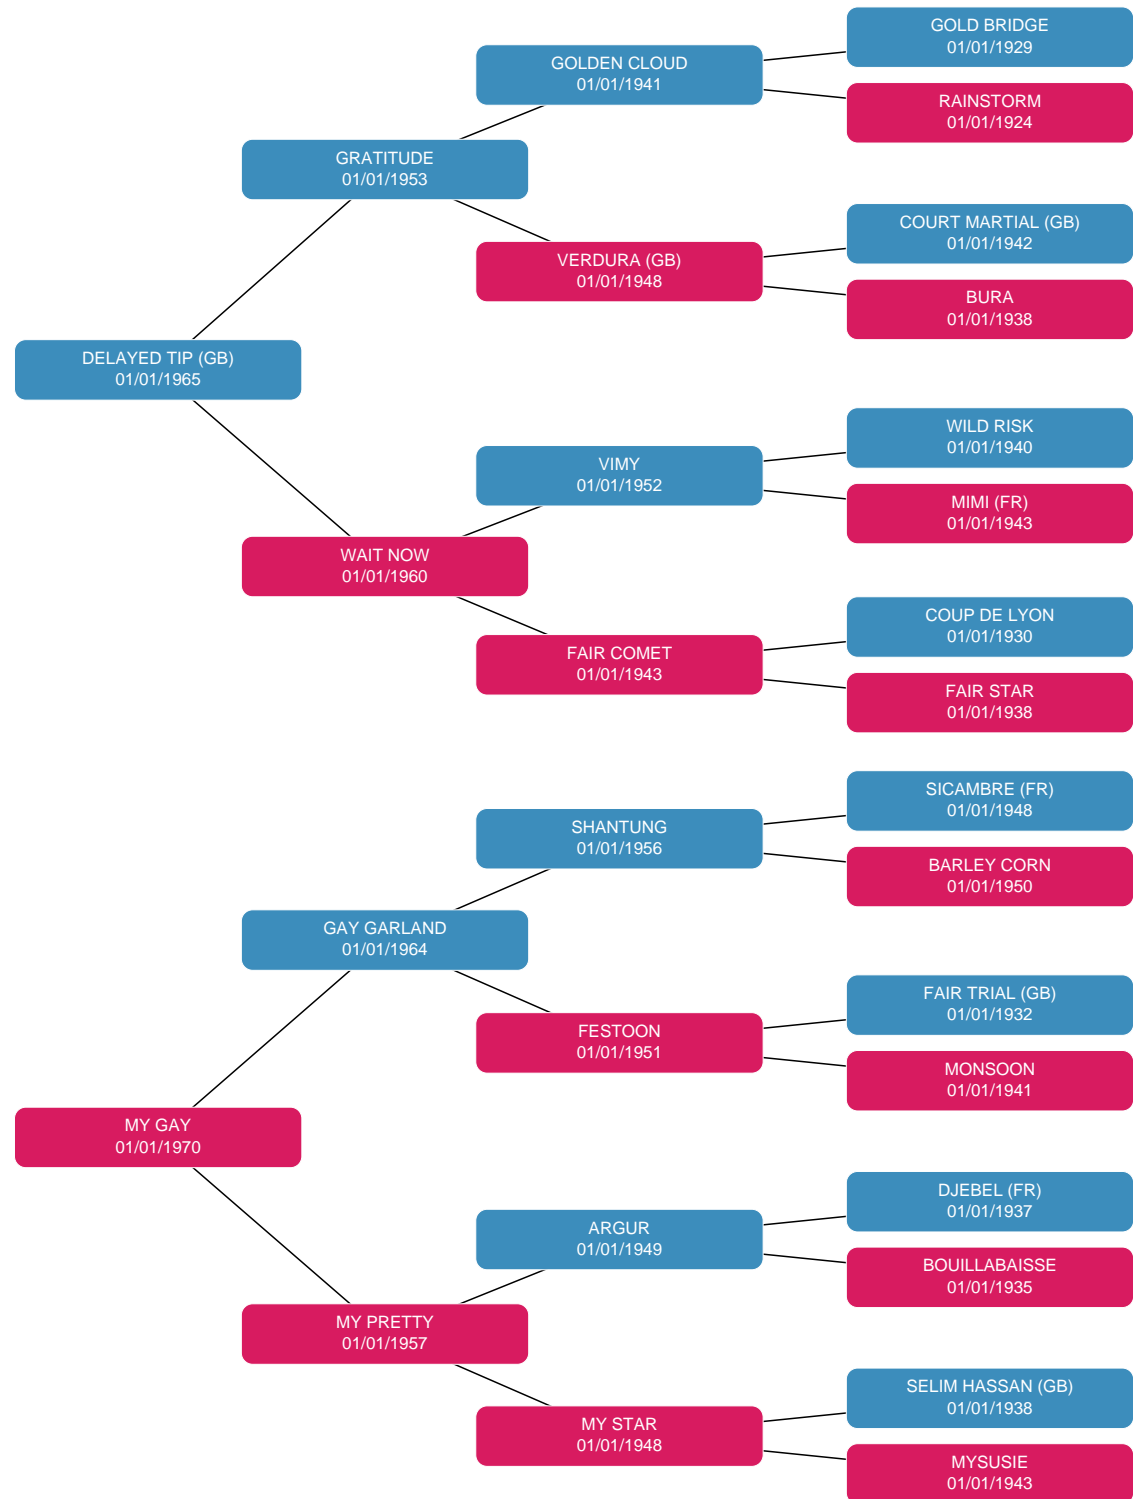 GOLD BRIDGE
01/01/1929
GOLDEN CLOUD
01/01/1941
RAINSTORM
01/01/1924
GRATITUDE
01/01/1953
COURT MARTIAL (GB)
01/01/1942
VERDURA (GB)
01/01/1948
BURA
01/01/1938
DELAYED TIP (GB)
01/01/1965
WILD RISK
01/01/1940
VIMY
01/01/1952
MIMI (FR)
01/01/1943
WAIT NOW
01/01/1960
COUP DE LYON
01/01/1930
FAIR COMET
01/01/1943
FAIR STAR
01/01/1938
SICAMBRE (FR)
01/01/1948
SHANTUNG
01/01/1956
BARLEY CORN
01/01/1950
GAY GARLAND
01/01/1964
FAIR TRIAL (GB)
01/01/1932
FESTOON
01/01/1951
MONSOON
01/01/1941
MY GAY
01/01/1970
DJEBEL (FR)
01/01/1937
ARGUR
01/01/1949
BOUILLABAISSE
01/01/1935
MY PRETTY
01/01/1957
SELIM HASSAN (GB)
01/01/1938
MY STAR
01/01/1948
MYSUSIE
01/01/1943